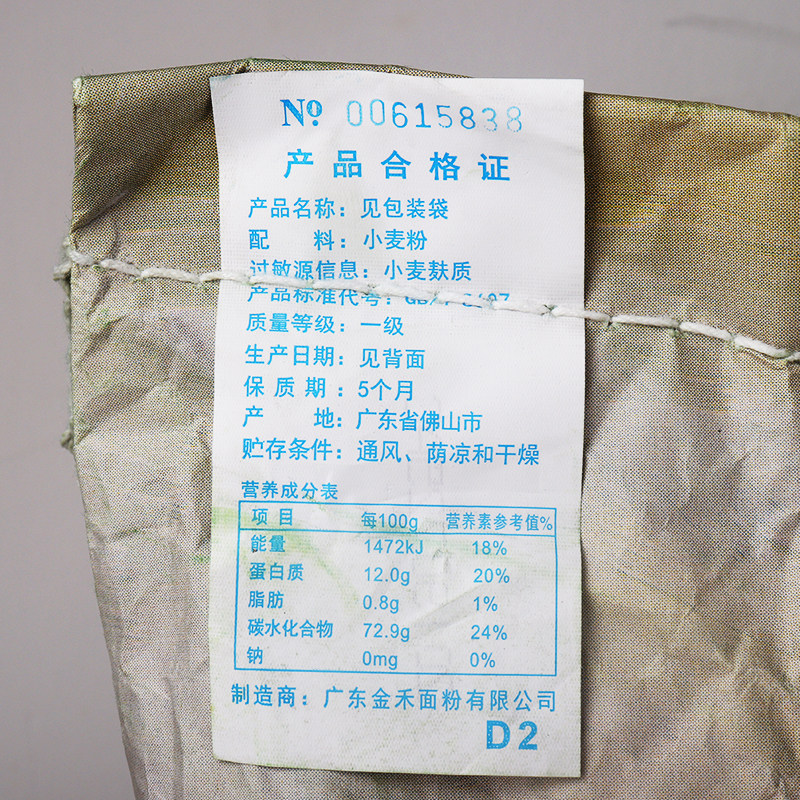 № 00615838
产品合格证
产品名称：见包装袋
配 料：小麦粉
过敏源信息：小麦麸质
产品标准代号：
质量等级：一级
生产日期：见背面
保质期：5个月
产 地：广东省佛山市
贮存条件：通风、荫凉和干燥
营养成分表
项目 每100g 营养素参考值%
能量 1472kJ 18%
蛋白质 12.0g 20%
脂肪 0.8g 1%
碳水化合物 72.9g 24%
钠 0mg 0%
制造商：广东金禾面粉有限公司
D2